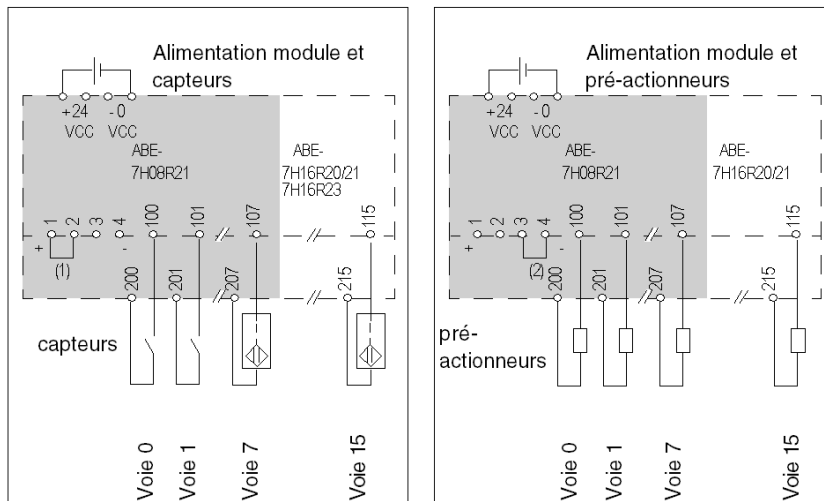 Alimentation module et
capteurs
+24
VCC
- 0
VCC
ABE-
7H08R21
ABE-
7H16R20/21
7H16R23
1
2
3
4
100
101
107
115
+
-
(1)
200
201
207
215
capteurs
Voie 0
Voie 1
Voie 7
Voie 15
Alimentation module et
pré-actionneurs
+24
VCC
- 0
VCC
ABE-
7H08R21
ABE-
7H16R20/21
1
2
3
4
100
101
107
115
+
-
(2)
200
201
207
215
pré-
actionneurs
Voie 0
Voie 1
Voie 7
Voie 15